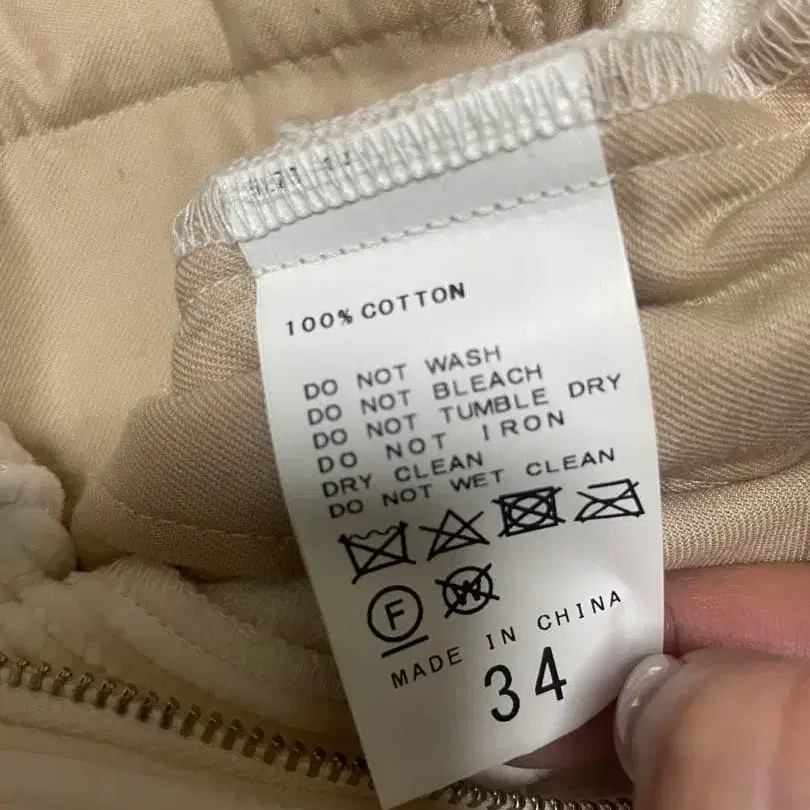 100% COTTON
DO NOT WASH
DO NOT BLEACH
DO NOT TUMBLE DRY
DO NOT IRON
DRY CLEAN
DO NOT WET CLEAN
F W
MADE IN CHINA
34